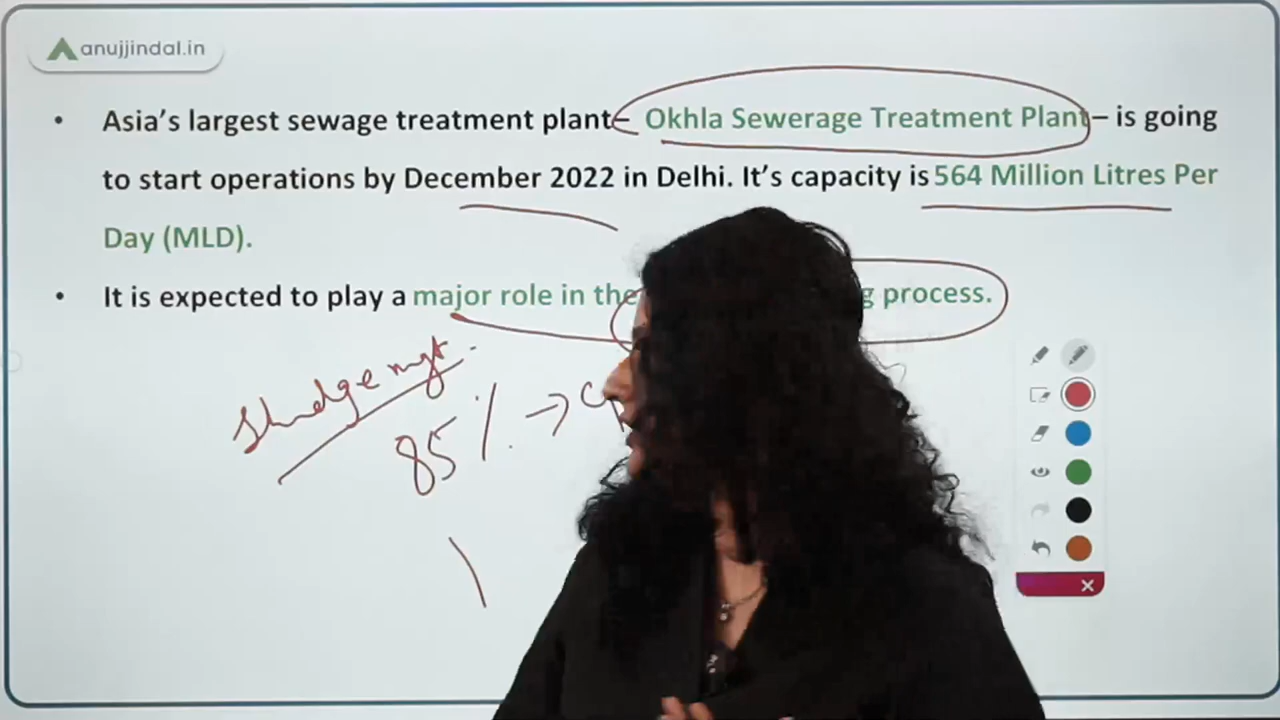 anujjindal.in
• Asia's largest sewage treatment plant– Okhla Sewerage Treatment Plant– is going
to start operations by December 2022 in Delhi. It's capacity is 564 Million Litres Per
Day (MLD).
• It is expected to play a major role in the g process.
Sludge mgt.
85% →